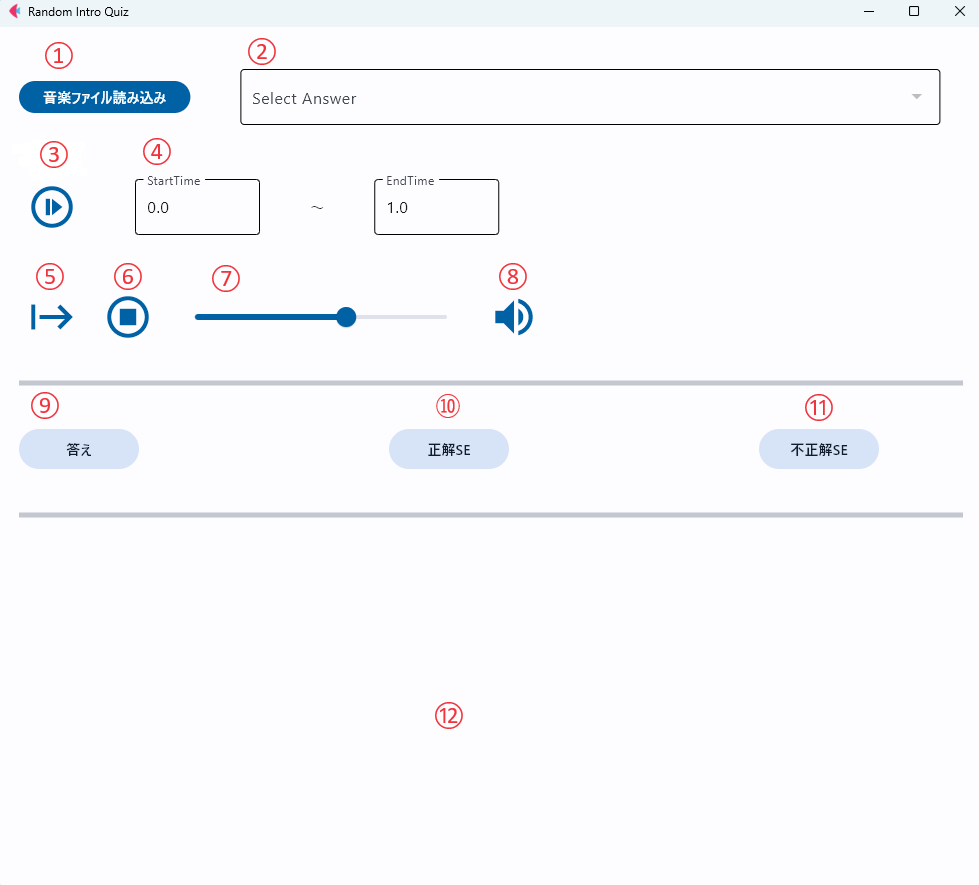 Random Intro Quiz
① ②
音楽ファイル読み込み
Select Answer
③ ④
StartTime
0.0
～
EndTime
1.0
⑤ ⑥ ⑦ ⑧
⑨ ⑩ ⑪
答え
正解SE
不正解SE
⑫